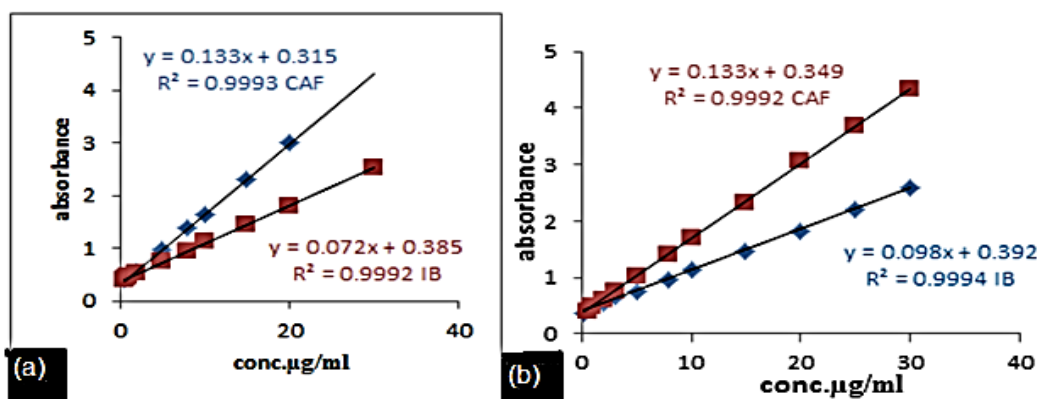 5
4
3
2
1
0
absorbance
y = 0.133x + 0.315
R² = 0.9993 CAF
y = 0.072x + 0.385
R² = 0.9992 IB
0 20 40
conc.µg/ml
(a)
5
4
3
2
1
0
absorbance
y = 0.133x + 0.349
R² = 0.9992 CAF
y = 0.098x + 0.392
R² = 0.9994 IB
0 10 20 30 40
conc.µg/ml
(b)